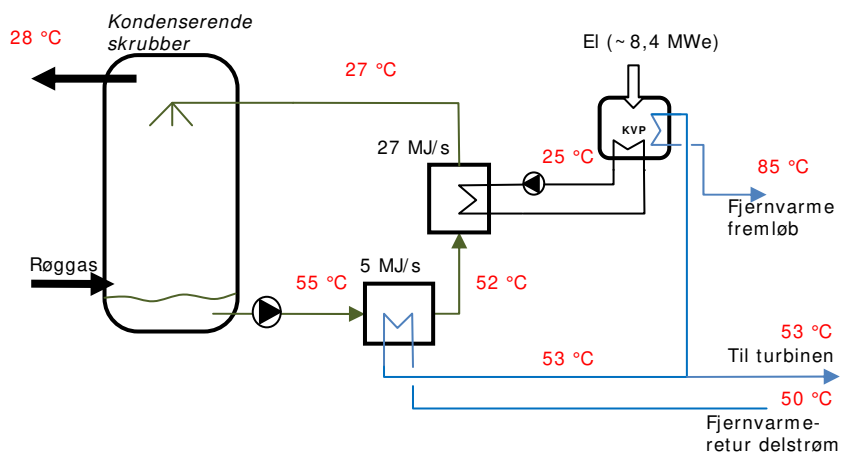 Kondenserende
skrubber
28 °C
El (~8,4 MWe)
27 °C
KVP
27 MJ/s
25 °C
85 °C
Fjernvarme
fremløb
Røggas
5 MJ/s
55 °C
52 °C
53 °C
Til turbinen
53 °C
50 °C
Fjernvarme-
retur delstrøm